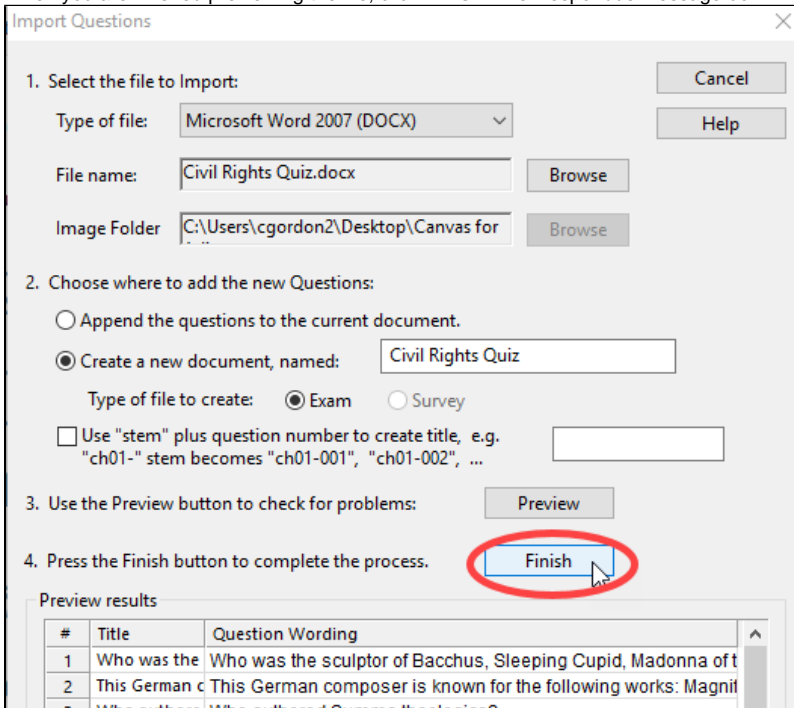 Import Questions
1. Select the file to Import:
Cancel
Type of file:
Microsoft Word 2007 (DOCX)
Help
File name:
Civil Rights Quiz.docx
Browse
Image Folder
C:\Users\cgordon2\Desktop\Canvas for
Browse
2. Choose where to add the new Questions:
Append the questions to the current document.
Create a new document, named:
Civil Rights Quiz
Type of file to create:
Exam
Survey
Use "stem" plus question number to create title, e.g.
"ch01-" stem becomes "ch01-001", "ch01-002", ...
3. Use the Preview button to check for problems:
Preview
4. Press the Finish button to complete the process.
Finish
Preview results
# Title Question Wording
1 Who was the Who was the sculptor of Bacchus, Sleeping Cupid, Madonna of t
2 This German c This German composer is known for the following works: Magnif